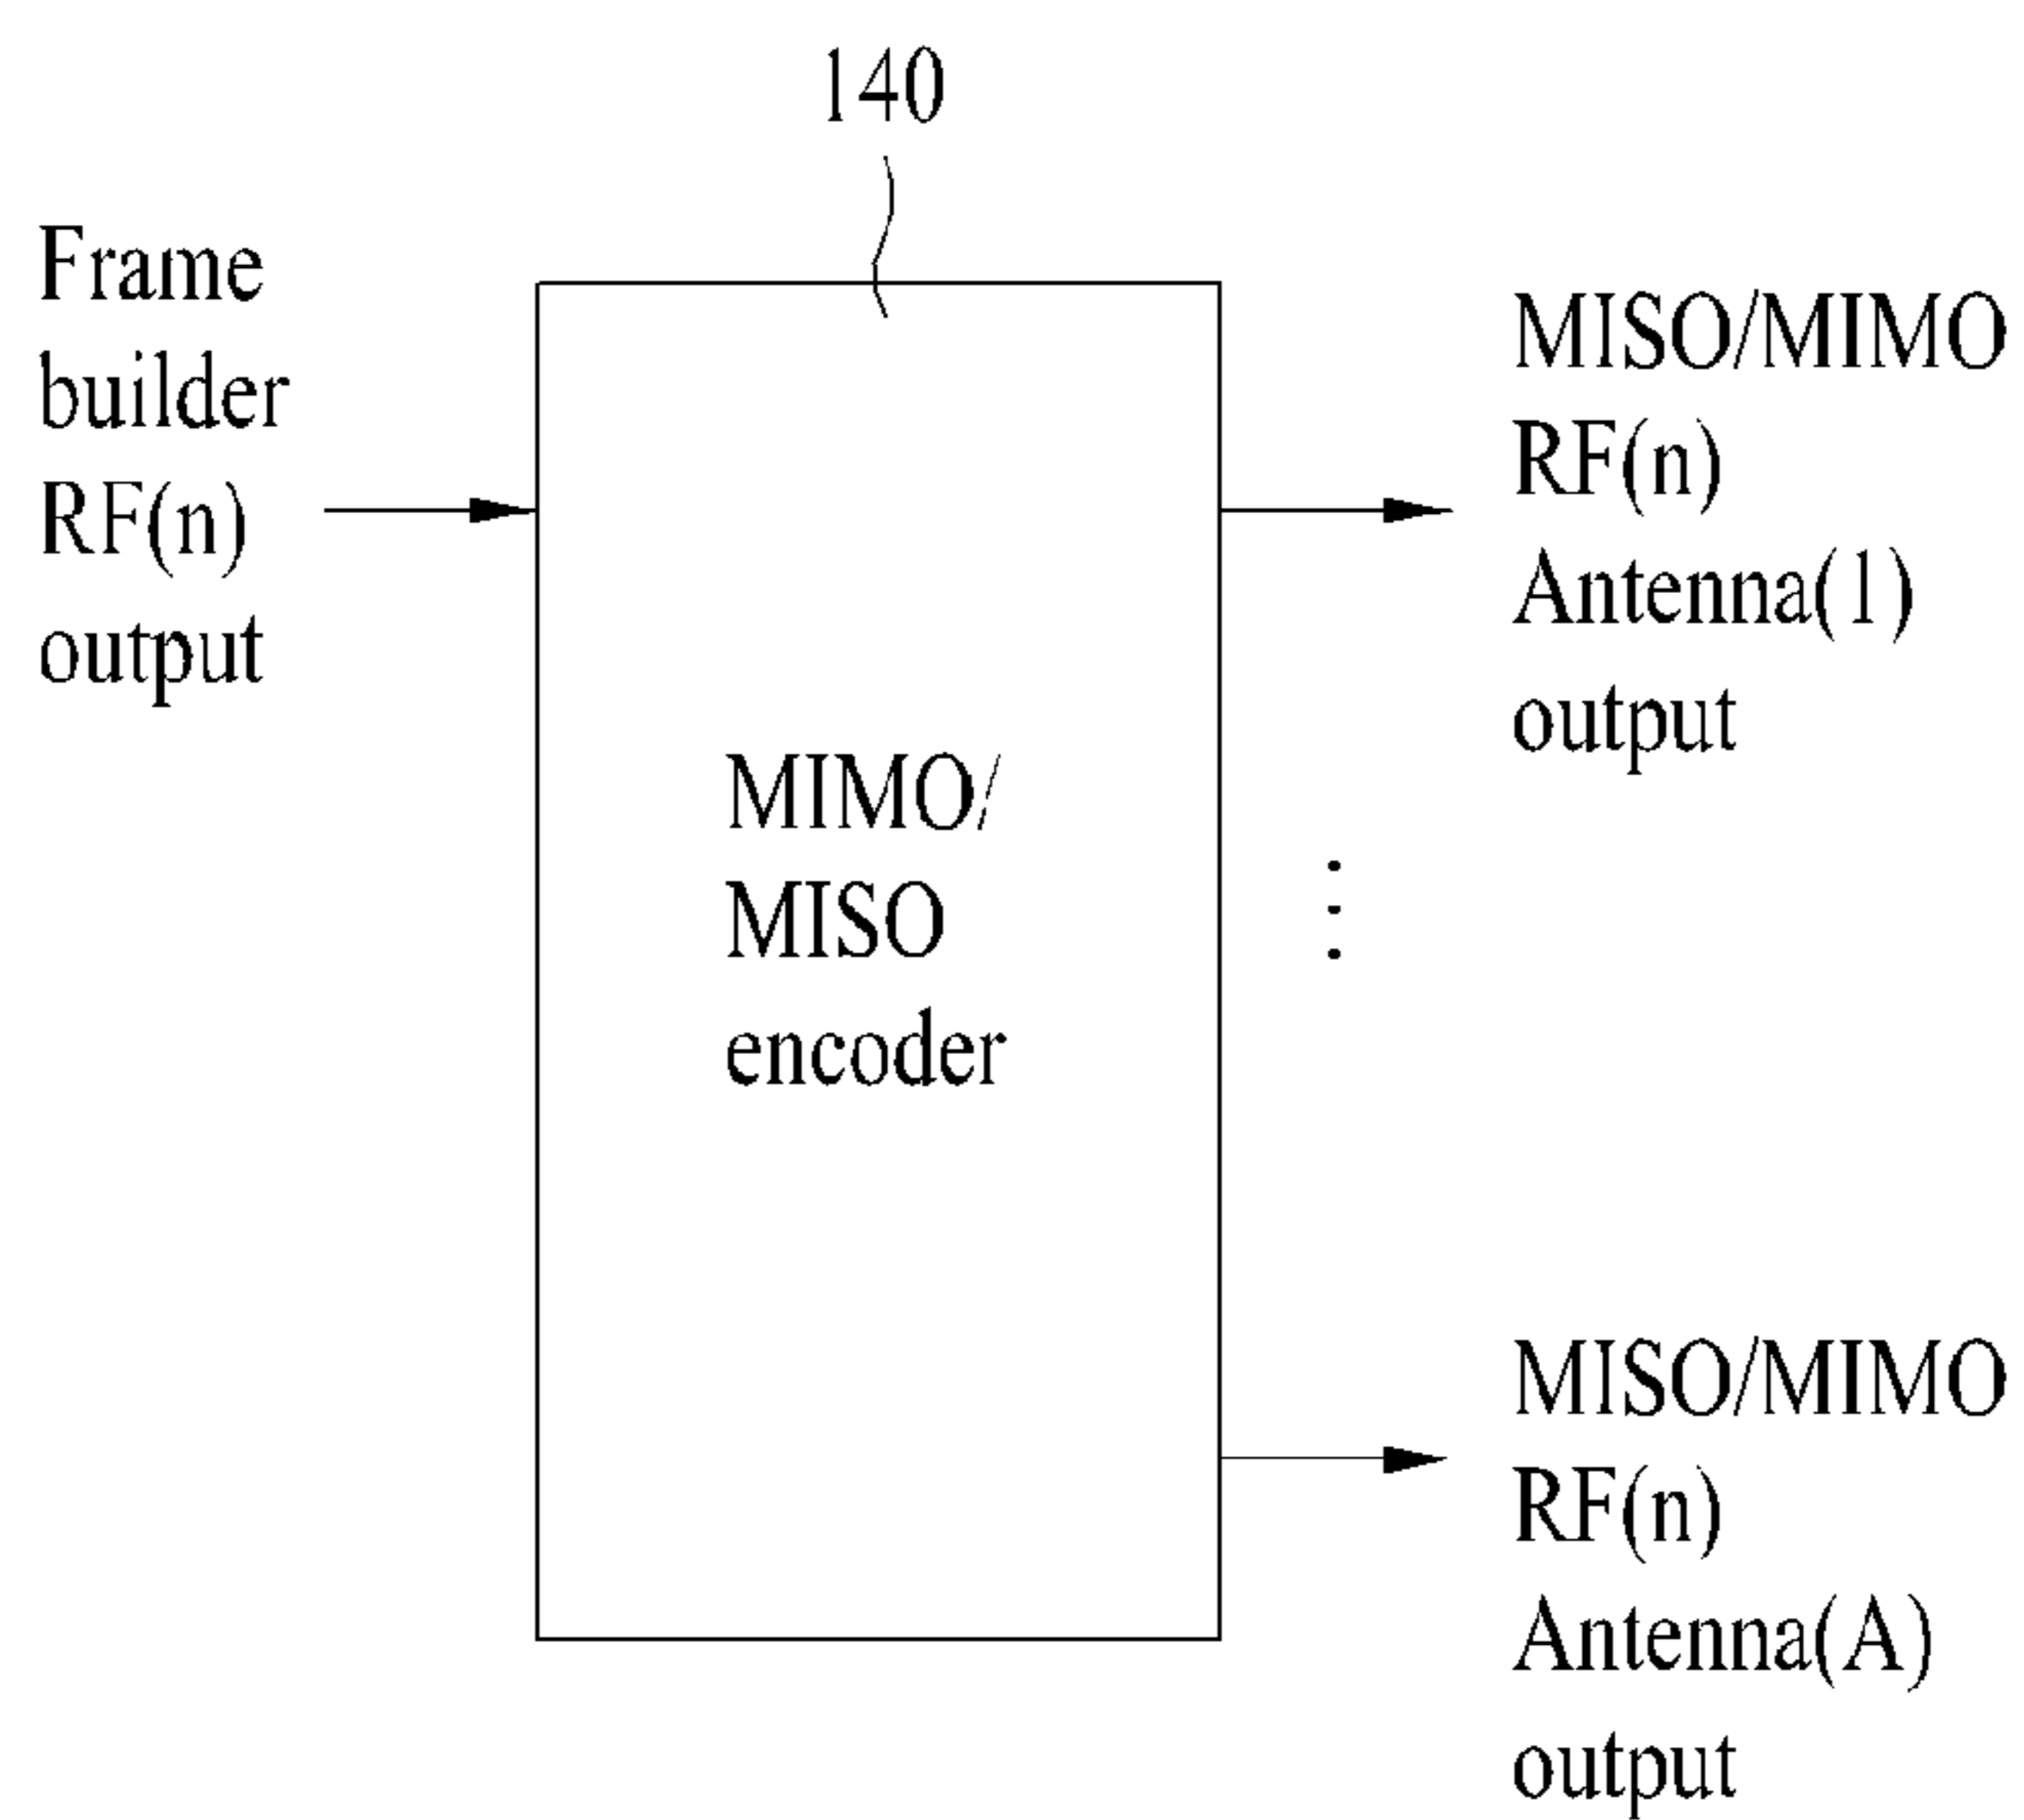 140
Frame
builder
RF(n)
output
MIMO/
MISO
encoder
MISO/MIMO
RF(n)
Antenna(1)
output
MISO/MIMO
RF(n)
Antenna(A)
output